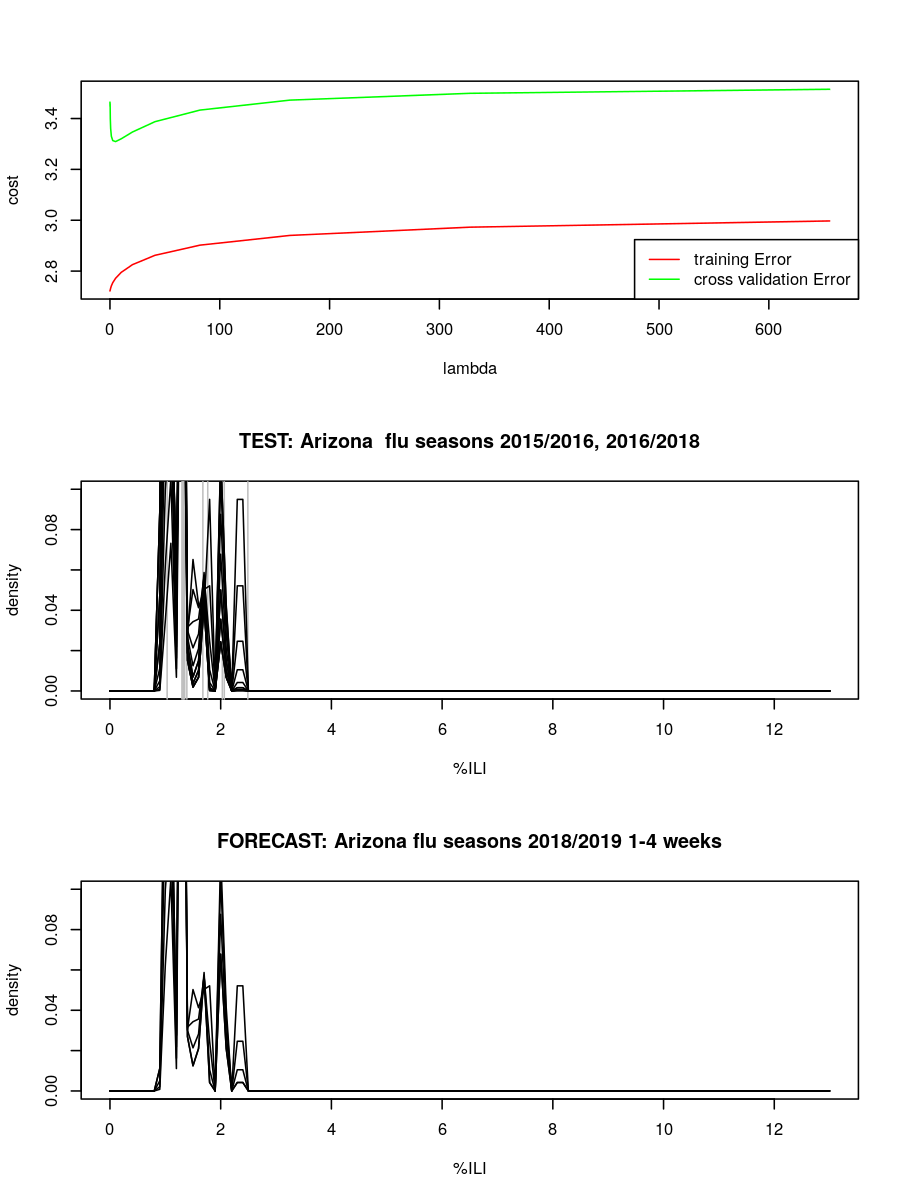 3.4
3.2
3.0
2.8
cost
training Error
cross validation Error
0 100 200 300 400 500 600
lambda
TEST: Arizona  flu seasons 2015/2016, 2016/2018
0.08
0.04
0.00
density
0 2 4 6 8 10 12
%ILI
FORECAST: Arizona flu seasons 2018/2019 1-4 weeks
0.08
0.04
0.00
density
0 2 4 6 8 10 12
%ILI